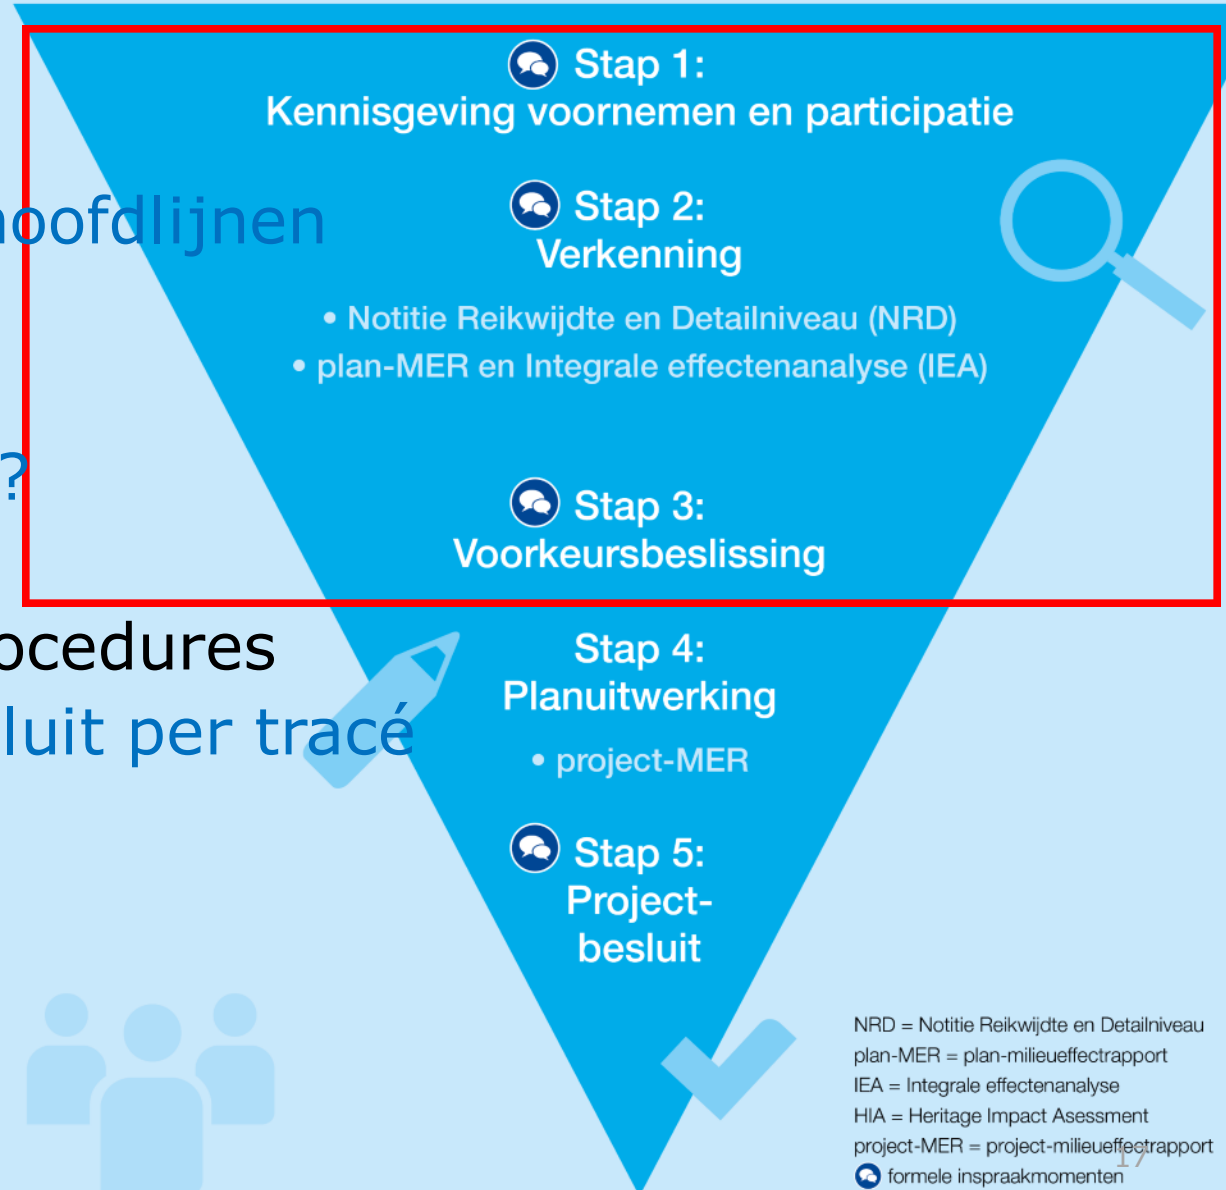 Stap 1:
Kennisgeving voornemen en participatie
hoofdlijnen
Stap 2:
Verkenning
• Notitie Reikwijdte en Detailniveau (NRD)
• plan-MER en Integrale effectenanalyse (IEA)
?
Stap 3:
Voorkeursbeslissing
ocedures
Stap 4:
Planuitwerking
luit per tracé
• project-MER
Stap 5:
Project-
besluit
NRD = Notitie Reikwijdte en Detailniveau
plan-MER = plan-milieueffectrapport
IEA = Integrale effectenanalyse
HIA = Heritage Impact Asessment
project-MER = project-milieueffectrapport
17
formele inspraakmomenten